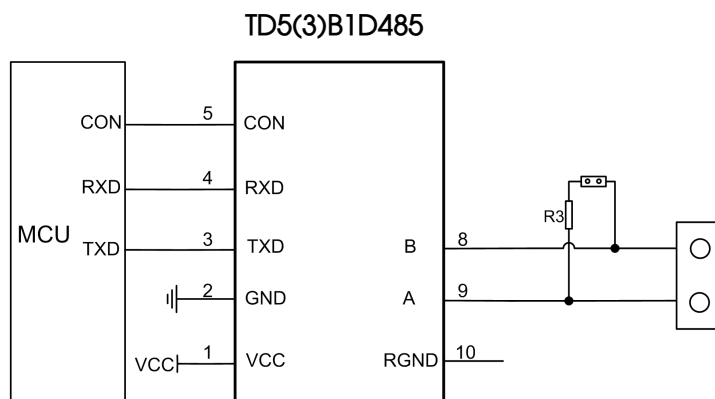 TD5(3)B1D485
CON 5 CON
RXD 4 RXD
R3
MCU
TXD 3 TXD
B 8
2 GND
A 9
VCC 1 VCC
RGND 10